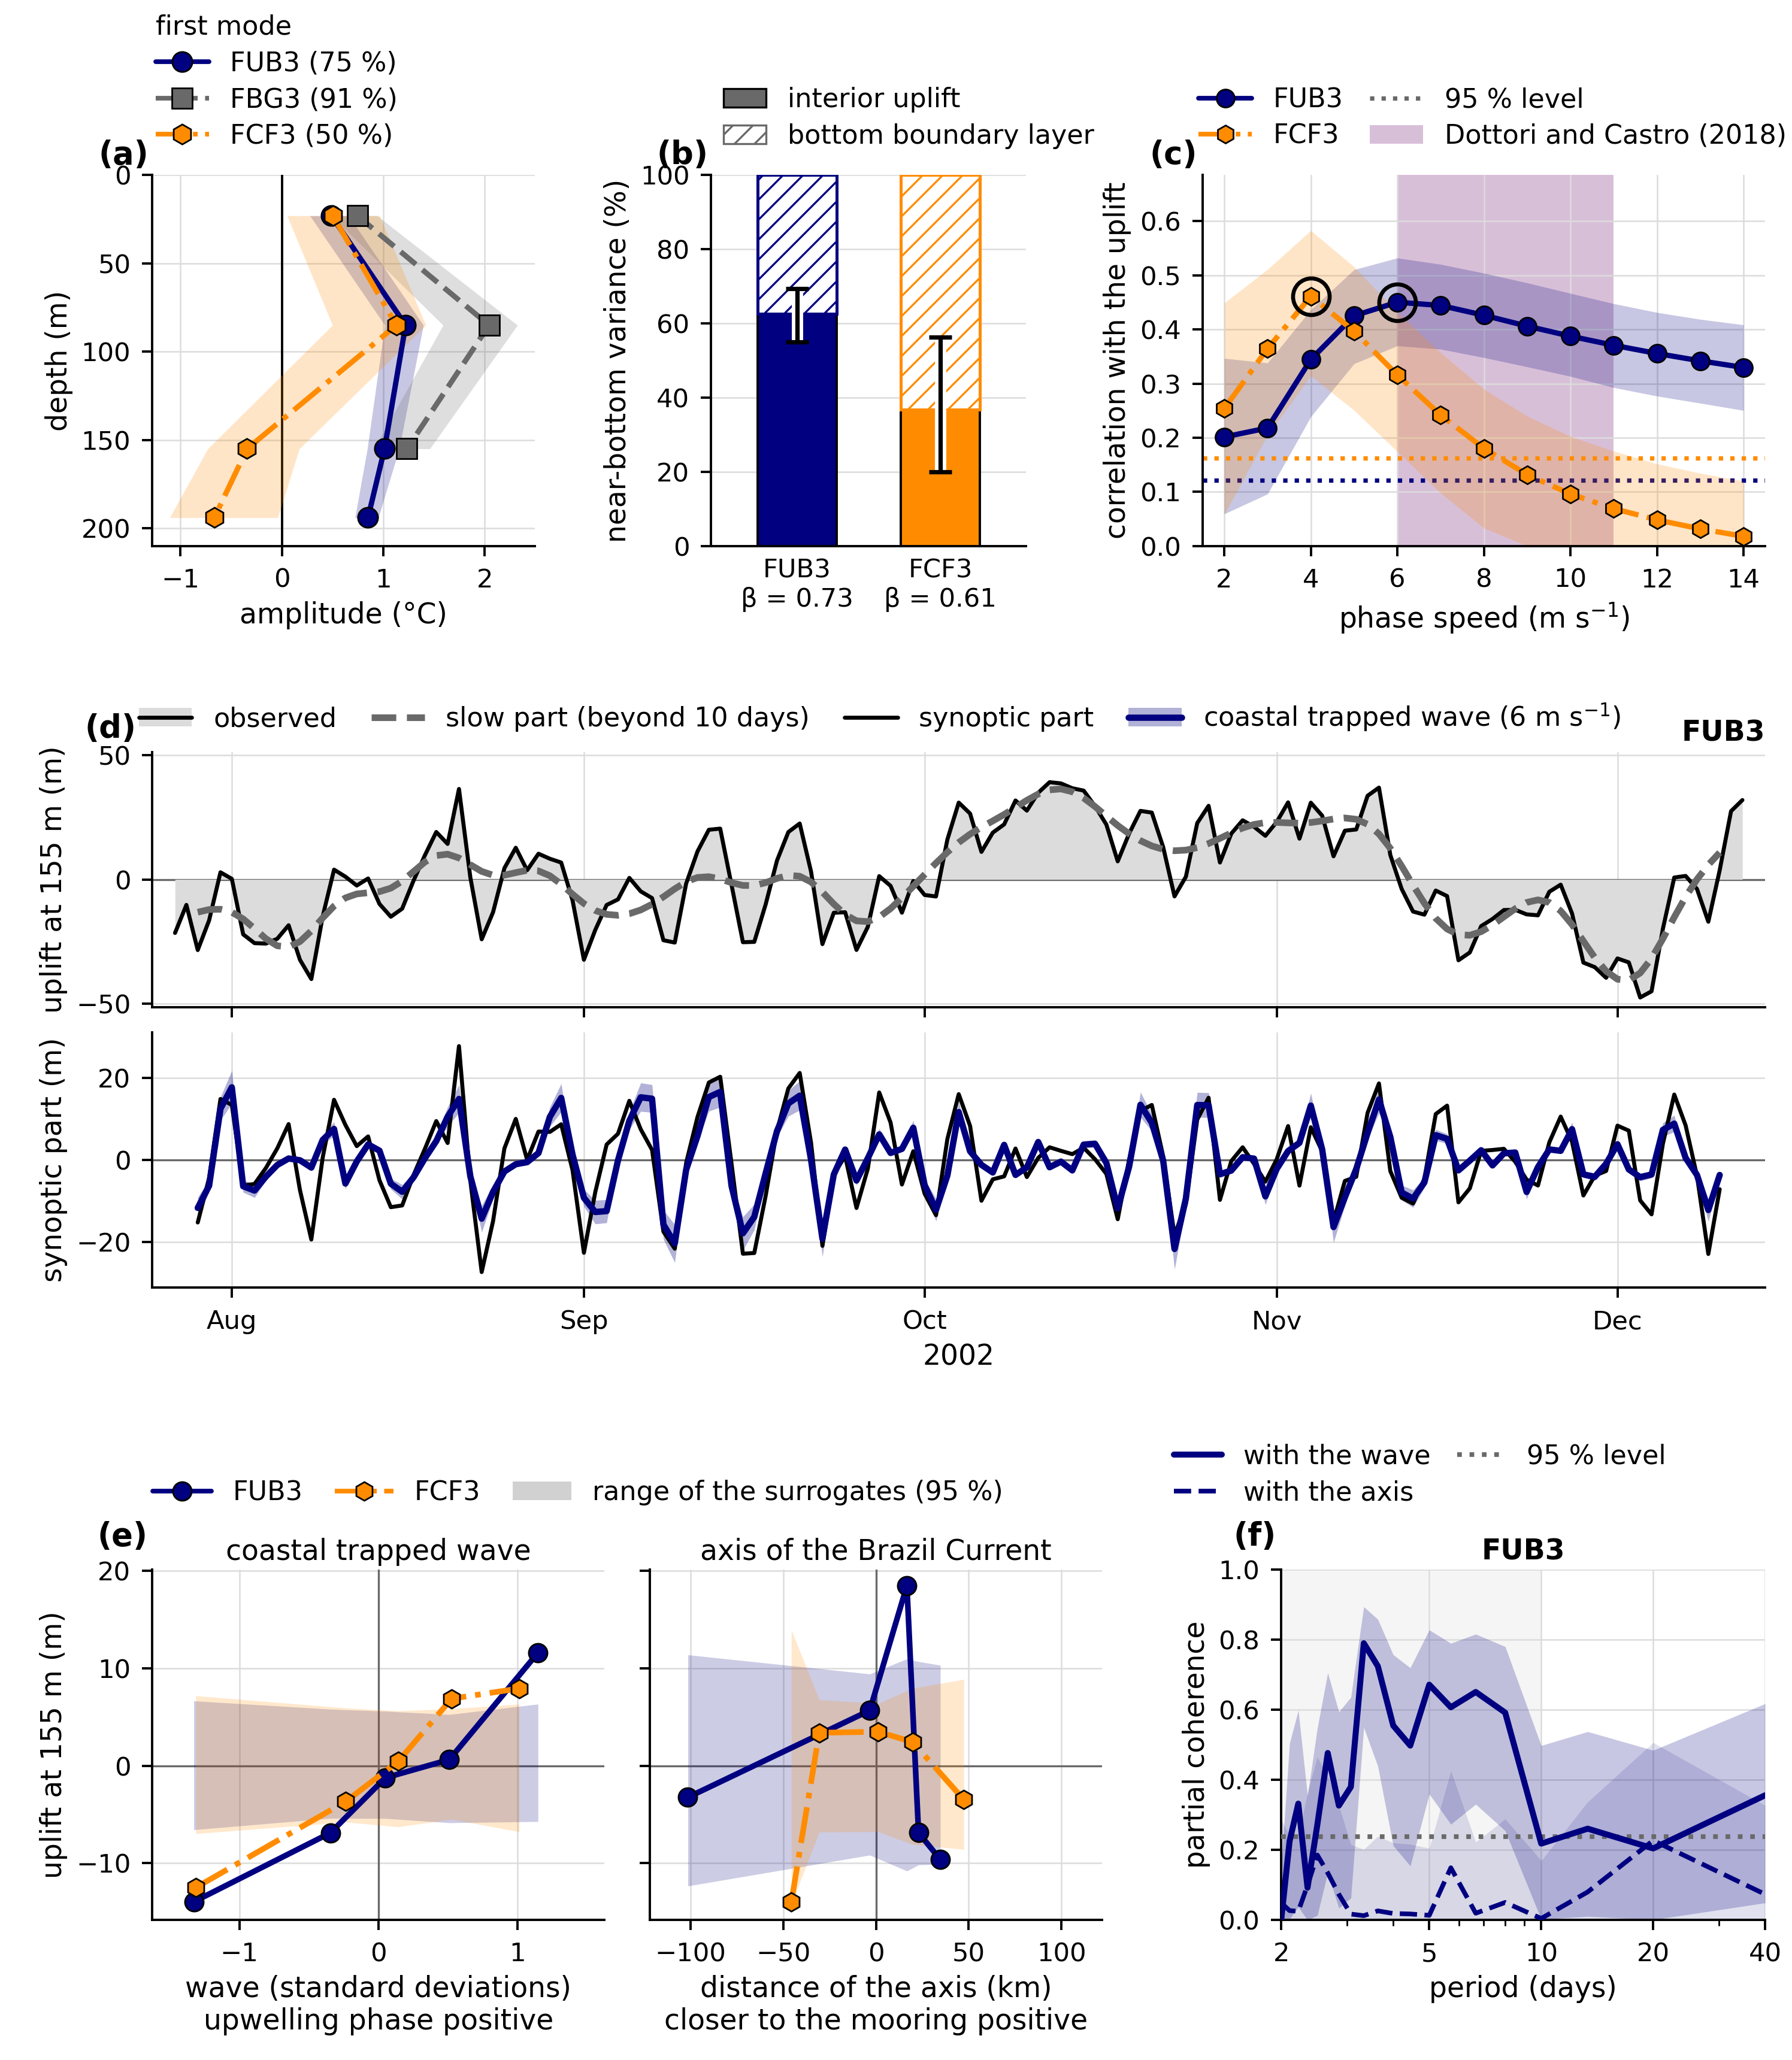 first mode
FUB3 (75 %)
FBG3 (91 %)
FCF3 (50 %)
(a)
0
50
100
150
200
depth (m)
−1
0
1
2
amplitude (°C)
interior uplift
bottom boundary layer
(b)
100
80
60
40
20
0
near-bottom variance (%)
FUB3
β = 0.73
FCF3
β = 0.61
FUB3
FCF3
95 % level
Dottori and Castro (2018)
(c)
0.6
0.5
0.4
0.3
0.2
0.1
0.0
correlation with the uplift
2
4
6
8
10
12
14
phase speed (m s⁻¹)
(d)
observed
slow part (beyond 10 days)
synoptic part
coastal trapped wave (6 m s⁻¹)
FUB3
50
0
−50
uplift at 155 m (m)
20
0
−20
synoptic part (m)
Aug
Sep
Oct
Nov
Dec
2002
FUB3
FCF3
range of the surrogates (95 %)
(e)
coastal trapped wave
20
10
0
−10
uplift at 155 m (m)
−1
0
1
wave (standard deviations)
upwelling phase positive
axis of the Brazil Current
−100
−50
0
50
100
distance of the axis (km)
closer to the mooring positive
with the wave
with the axis
95 % level
(f)
FUB3
1.0
0.8
0.6
0.4
0.2
0.0
partial coherence
2
5
10
20
40
period (days)